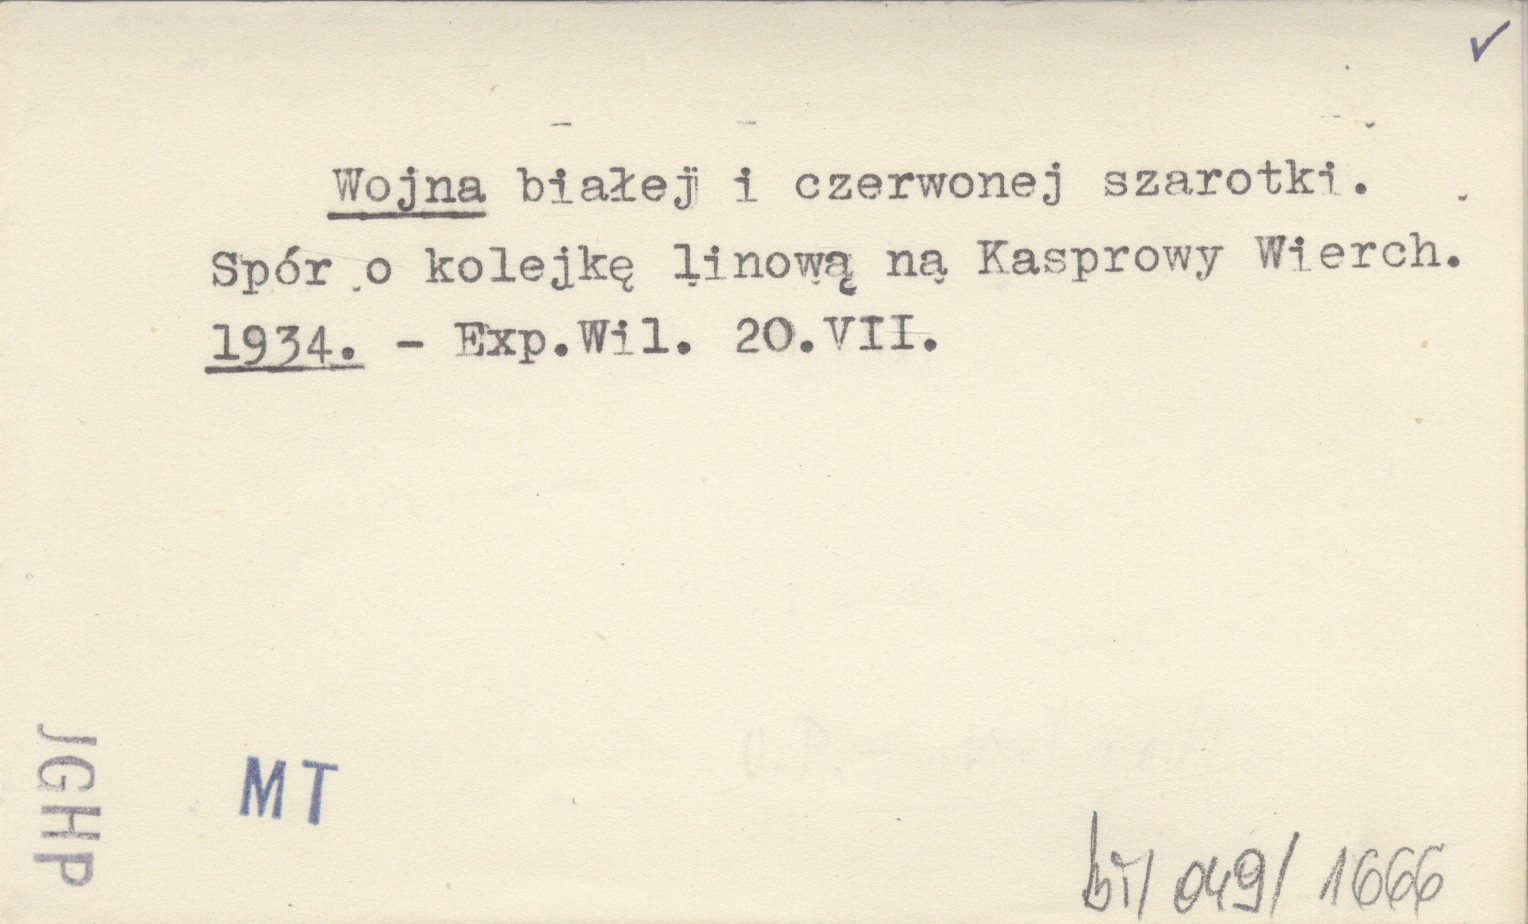 Wojna białej i czerwonej szarotki.
Spór o kolejkę linową na Kasprowy Wierch.
1934. - Exp.Wil. 20.VII.
JGHP
MT
bi/ 049/ 1666